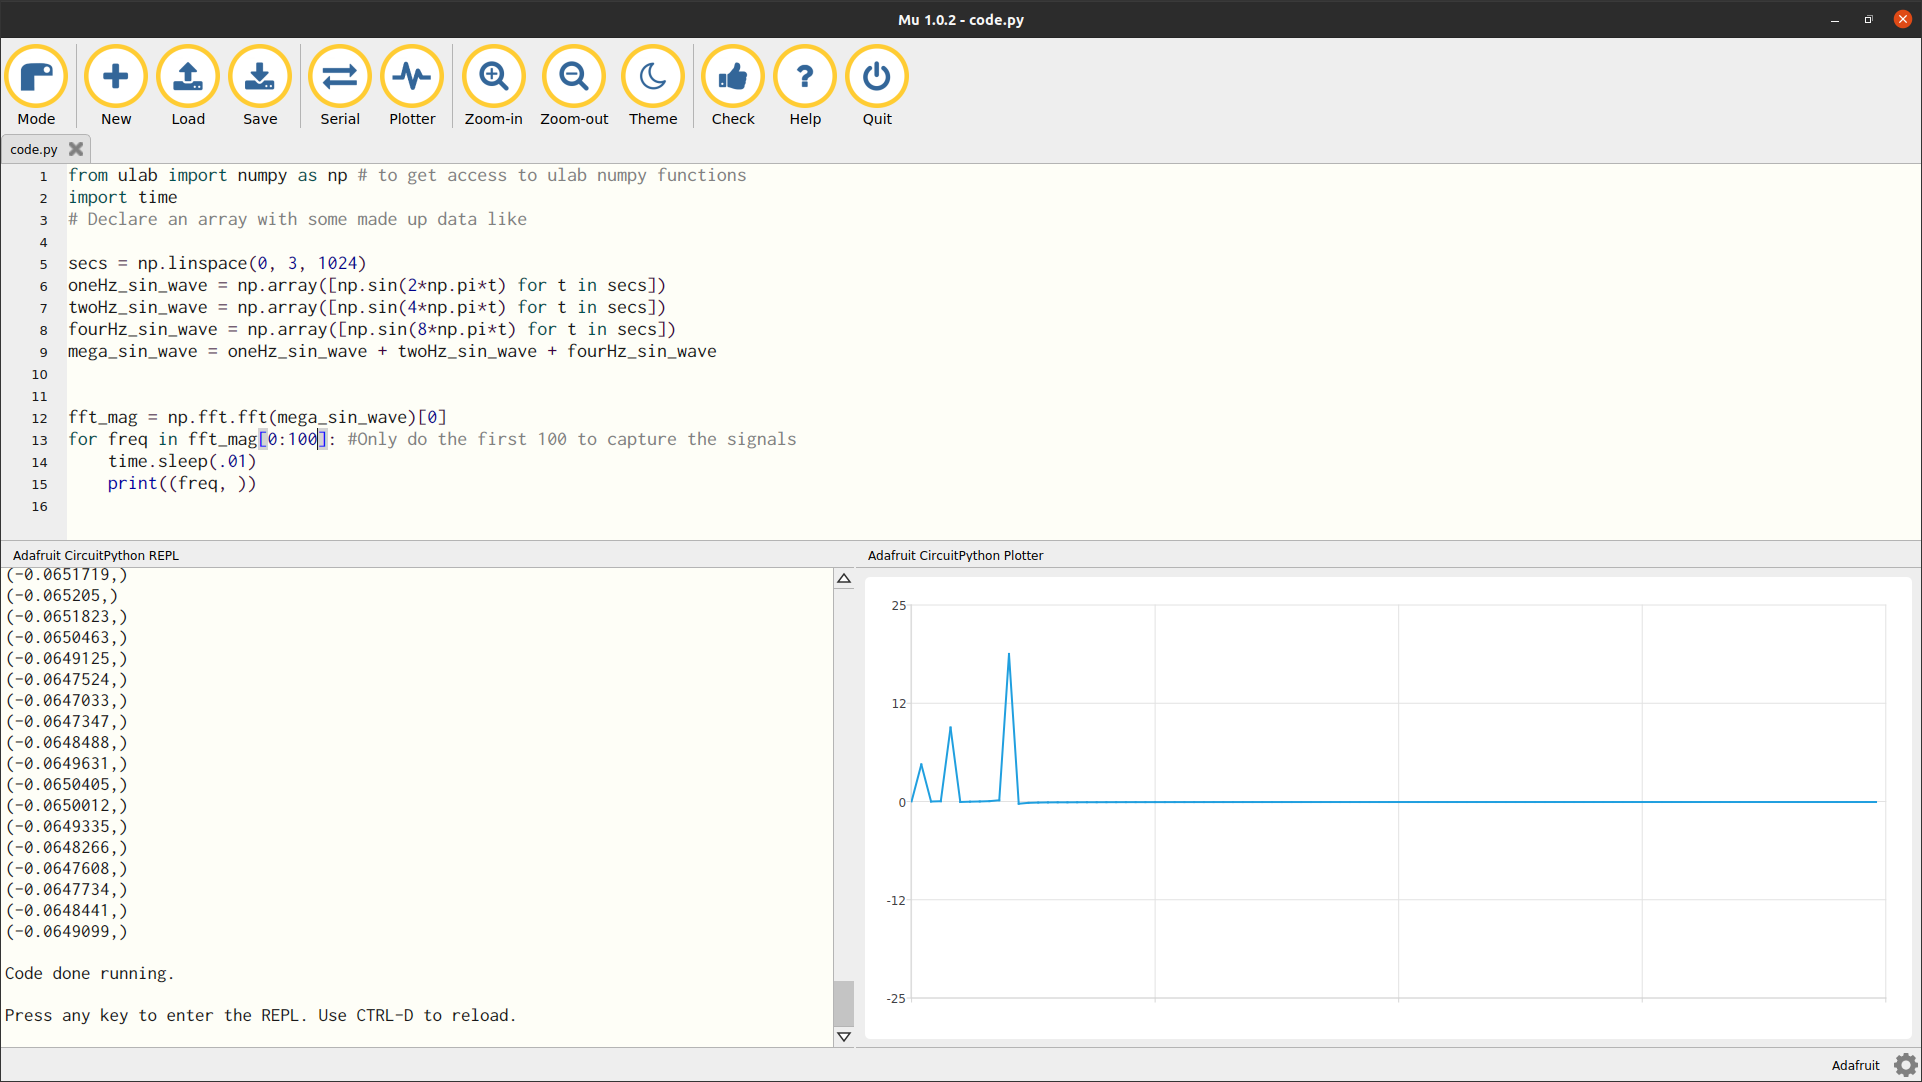 Mu 1.0.2 - code.py
Mode New Load Save Serial Plotter Zoom-in Zoom-out Theme Check Help Quit
code.py
1 from ulab import numpy as np # to get access to ulab numpy functions
2 import time
3 # Declare an array with some made up data like
4
5 secs = np.linspace(0, 3, 1024)
6 oneHz_sin_wave = np.array([np.sin(2*np.pi*t) for t in secs])
7 twoHz_sin_wave = np.array([np.sin(4*np.pi*t) for t in secs])
8 fourHz_sin_wave = np.array([np.sin(8*np.pi*t) for t in secs])
9 mega_sin_wave = oneHz_sin_wave + twoHz_sin_wave + fourHz_sin_wave
10
11
12 fft_mag = np.fft.fft(mega_sin_wave)[0]
13 for freq in fft_mag[0:100]: #Only do the first 100 to capture the signals
14     time.sleep(.01)
15     print((freq, ))
16
Adafruit CircuitPython REPL
(-0.0651719,)
(-0.065205,)
(-0.0651823,)
(-0.0650463,)
(-0.0649125,)
(-0.0647524,)
(-0.0647033,)
(-0.0647347,)
(-0.0648488,)
(-0.0649631,)
(-0.0650405,)
(-0.0650012,)
(-0.0649335,)
(-0.0648266,)
(-0.0647608,)
(-0.0647734,)
(-0.0648441,)
(-0.0649099,)
Code done running.
Press any key to enter the REPL. Use CTRL-D to reload.
Adafruit CircuitPython Plotter
25
12
0
-12
-25
Adafruit